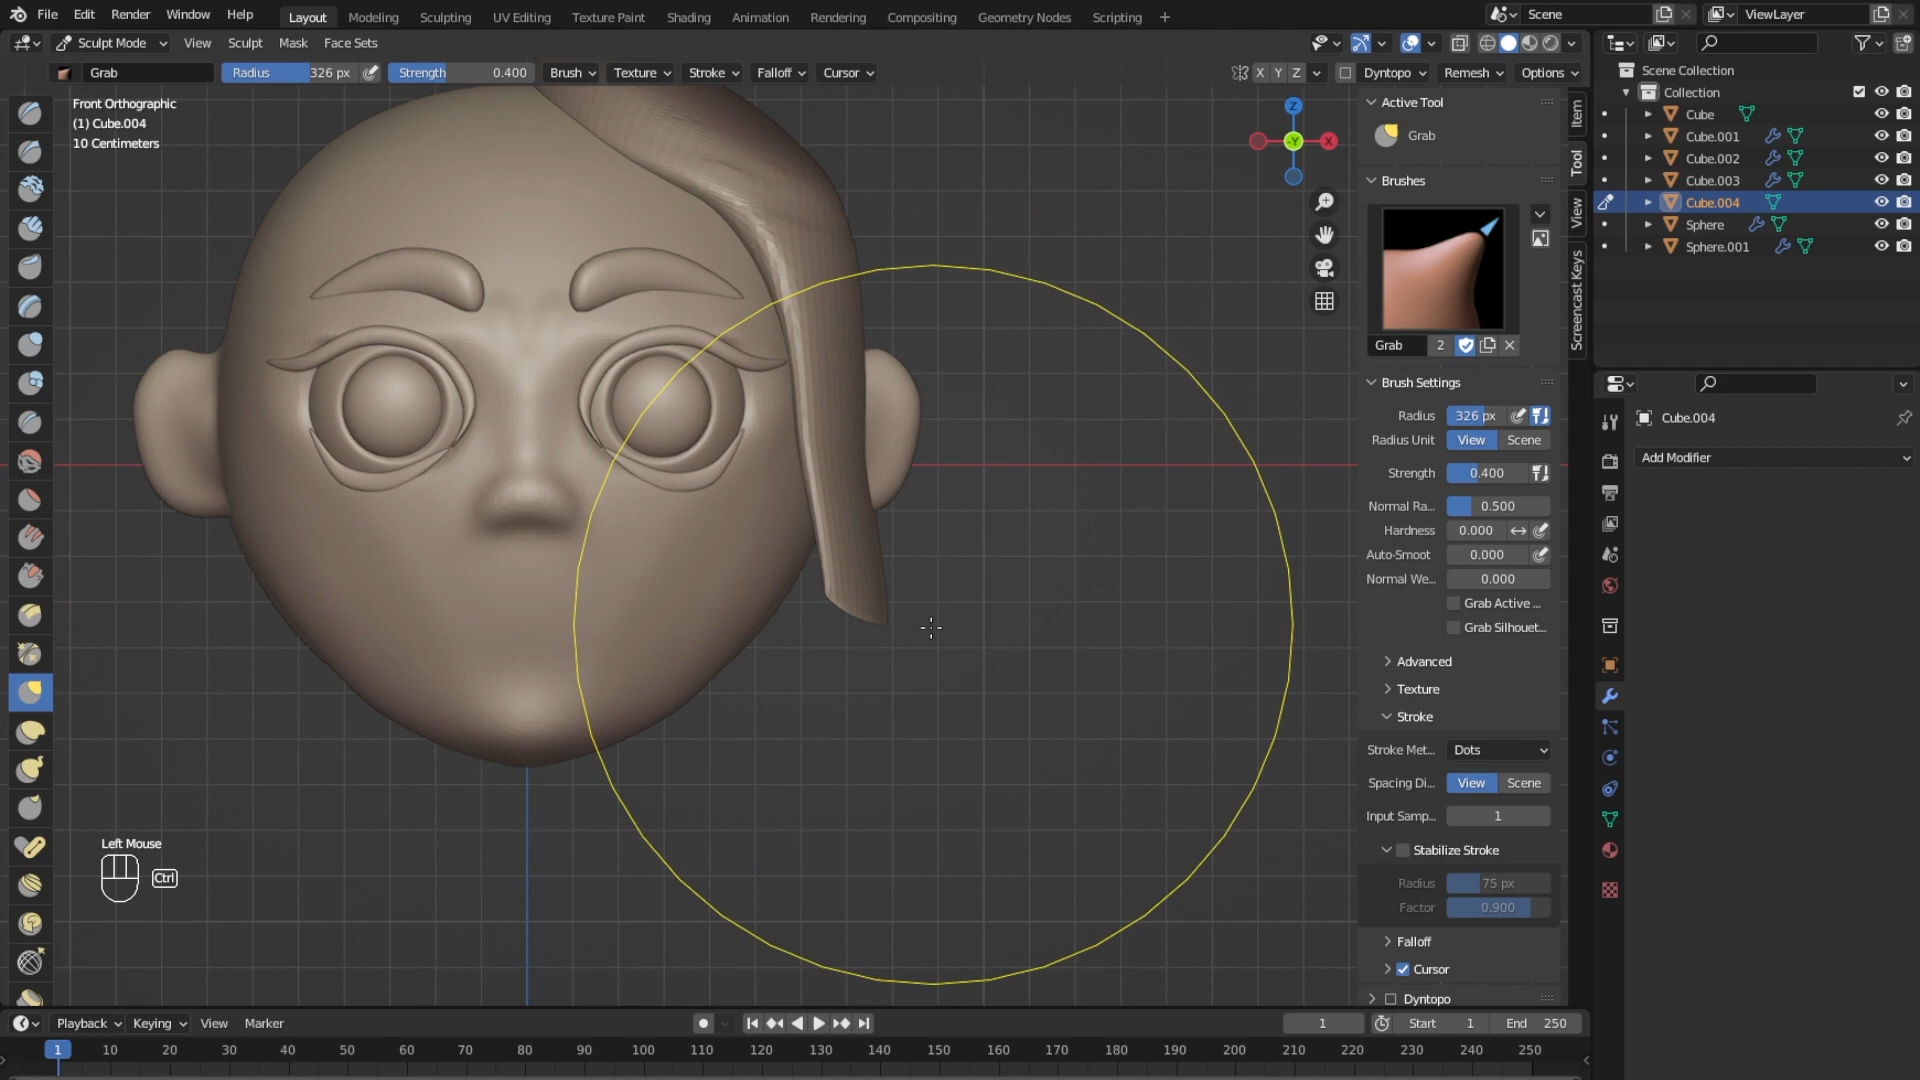 File Edit Render Window Help Layout Modeling Sculpting UV Editing Texture Paint Shading Animation Rendering Compositing Geometry Nodes Scripting + Scene ViewLayer
Sculpt Mode View Sculpt Mask Face Sets
Grab Radius 326 px Strength 0.400 Brush Texture Stroke Falloff Cursor X Y Z Dyntopo Remesh Options
Front Orthographic
(1) Cube.004
10 Centimeters
Z
-Y X
Left Mouse
Ctrl
Active Tool
Grab
Brushes
Grab 2
Brush Settings
Radius 326 px
Radius Unit View Scene
Strength 0.400
Normal Ra... 0.500
Hardness 0.000
Auto-Smoot 0.000
Normal We... 0.000
Grab Active ...
Grab Silhouet...
Advanced
Texture
Stroke
Stroke Met... Dots
Spacing Di... View Scene
Input Samp... 1
Stabilize Stroke
Radius 75 px
Factor 0.900
Falloff
Cursor
Dyntopo
Item
Tool
View
Screencast Keys
Scene Collection
Collection
Cube
Cube.001
Cube.002
Cube.003
Cube.004
Sphere
Sphere.001
Cube.004
Add Modifier
Playback Keying View Marker 1 Start 1 End 250
1 10 20 30 40 50 60 70 80 90 100 110 120 130 140 150 160 170 180 190 200 210 220 230 240 250